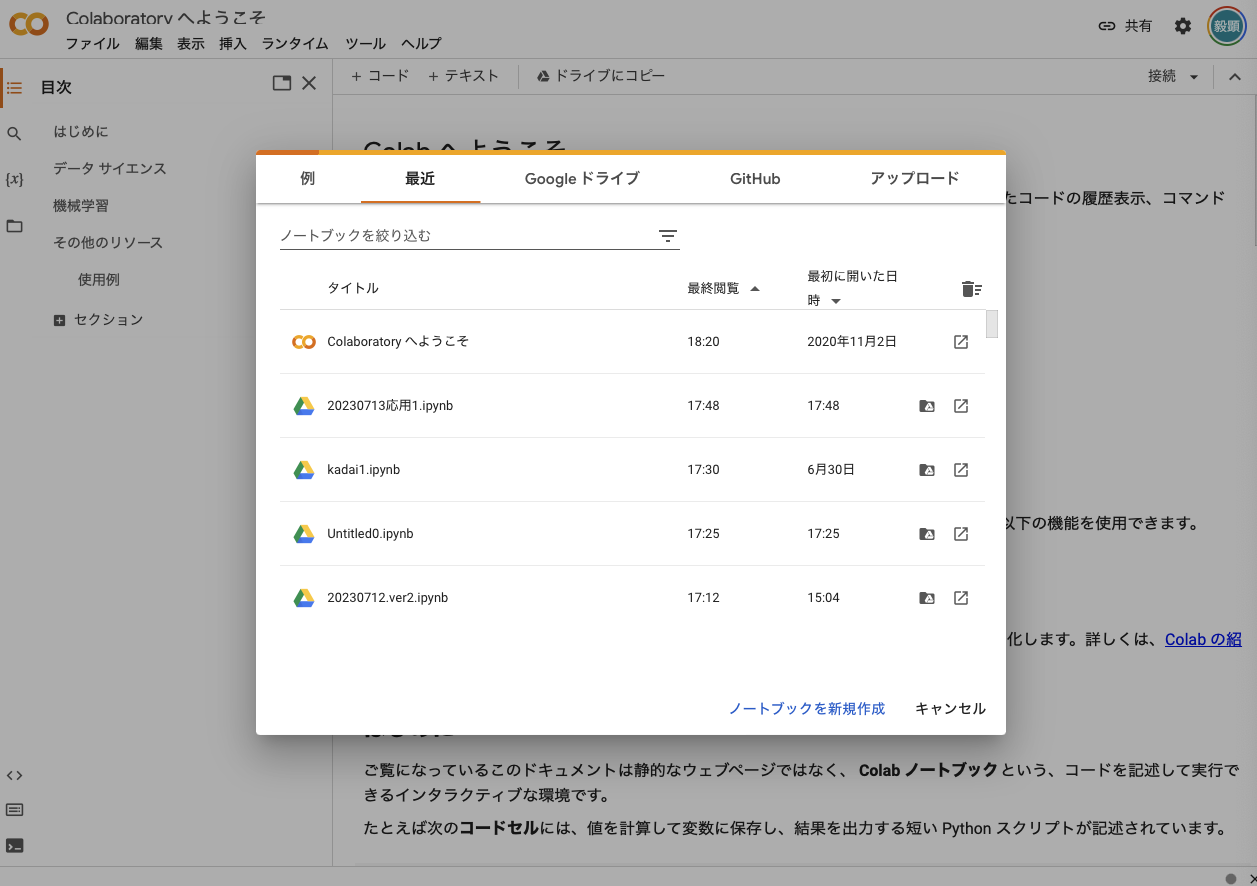 Colaboratory へようこそ
ファイル 編集 表示 挿入 ランタイム ツール ヘルプ
共有
毅顕
目次
はじめに
データ サイエンス
機械学習
その他のリソース
使用例
セクション
+ コード + テキスト ドライブにコピー
接続
Colab へようこそ
たコードの履歴表示、コマンド
例 最近 Google ドライブ GitHub アップロード
ノートブックを絞り込む
タイトル 最終閲覧 最初に開いた日
時
Colaboratory へようこそ 18:20 2020年11月2日
20230713応用1.ipynb 17:48 17:48
kadai1.ipynb 17:30 6月30日
Untitled0.ipynb 17:25 17:25
20230712.ver2.ipynb 17:12 15:04
ノートブックを新規作成 キャンセル
以下の機能を使用できます。
化します。詳しくは、Colab の紹
はじめに
ご覧になっているこのドキュメントは静的なウェブページではなく、 Colab ノートブックという、コードを記述して実行で
きるインタラクティブな環境です。
たとえば次のコードセルには、値を計算して変数に保存し、結果を出力する短い Python スクリプトが記述されています。